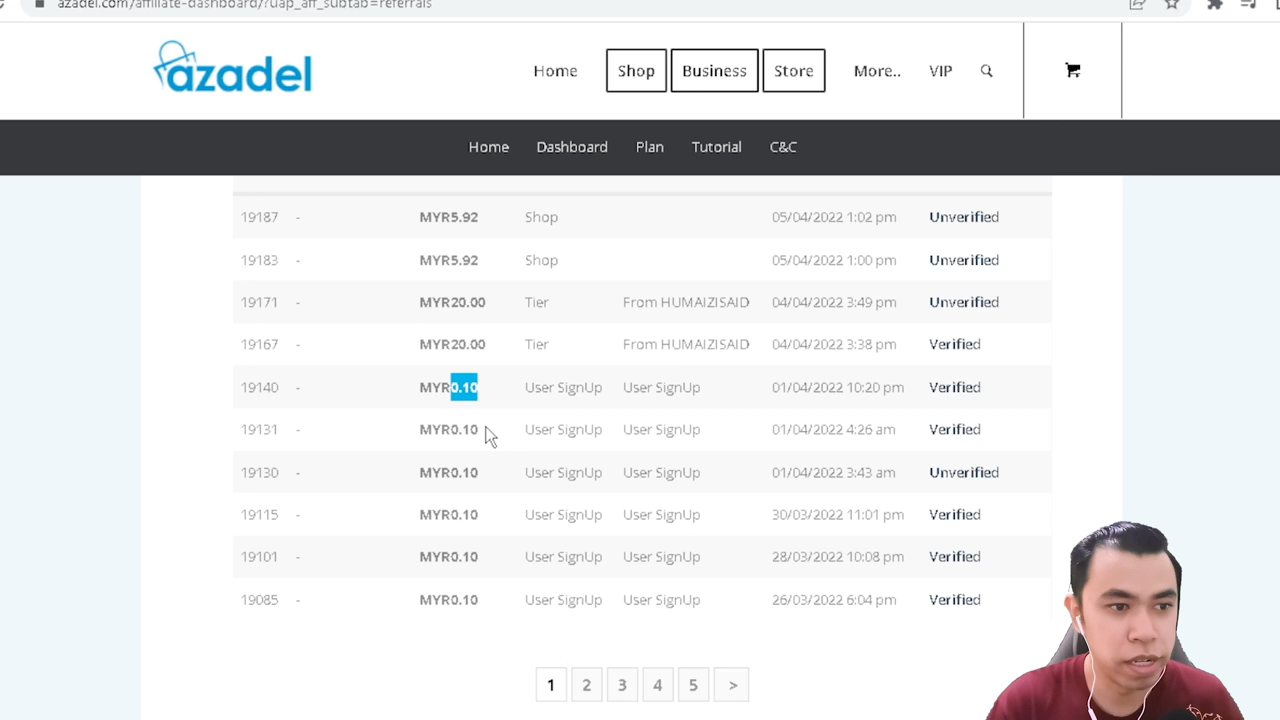 azadel.com/affiliate-dashboard/?uap_aff_subtab=referrals
azadel Home Shop Business Store More.. VIP
Home Dashboard Plan Tutorial C&C
19187 - MYR5.92 Shop 05/04/2022 1:02 pm Unverified
19183 - MYR5.92 Shop 05/04/2022 1:00 pm Unverified
19171 - MYR20.00 Tier From HUMAIZISAID 04/04/2022 3:49 pm Unverified
19167 - MYR20.00 Tier From HUMAIZISAID 04/04/2022 3:38 pm Verified
19140 - MYR0.10 User SignUp User SignUp 01/04/2022 10:20 pm Verified
19131 - MYR0.10 User SignUp User SignUp 01/04/2022 4:26 am Verified
19130 - MYR0.10 User SignUp User SignUp 01/04/2022 3:43 am Unverified
19115 - MYR0.10 User SignUp User SignUp 30/03/2022 11:01 pm Verified
19101 - MYR0.10 User SignUp User SignUp 28/03/2022 10:08 pm Verified
19085 - MYR0.10 User SignUp User SignUp 26/03/2022 6:04 pm Verified
1 2 3 4 5 >